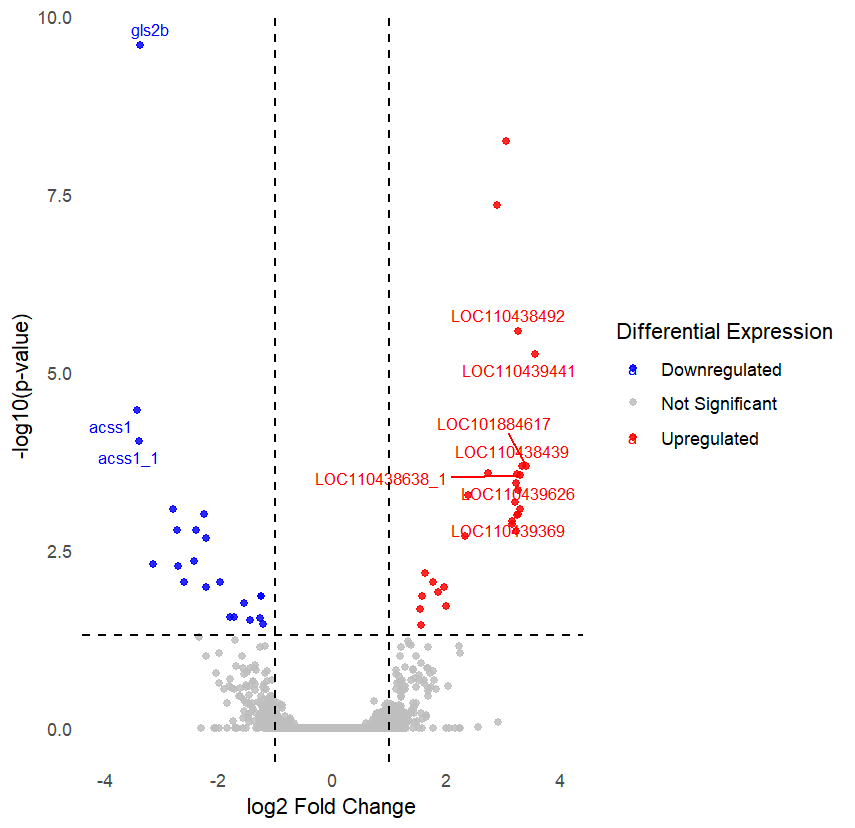 10.0
gls2b
7.5
LOC110438492
5.0
LOC110439441
LOC101884617
acss1
LOC110438439
acss1_1
LOC110438638_1
LOC110439626
LOC110439369
2.5
0.0
-log10(p-value)
-4
-2
0
2
4
log2 Fold Change
Differential Expression
a Downregulated
Not Significant
a Upregulated